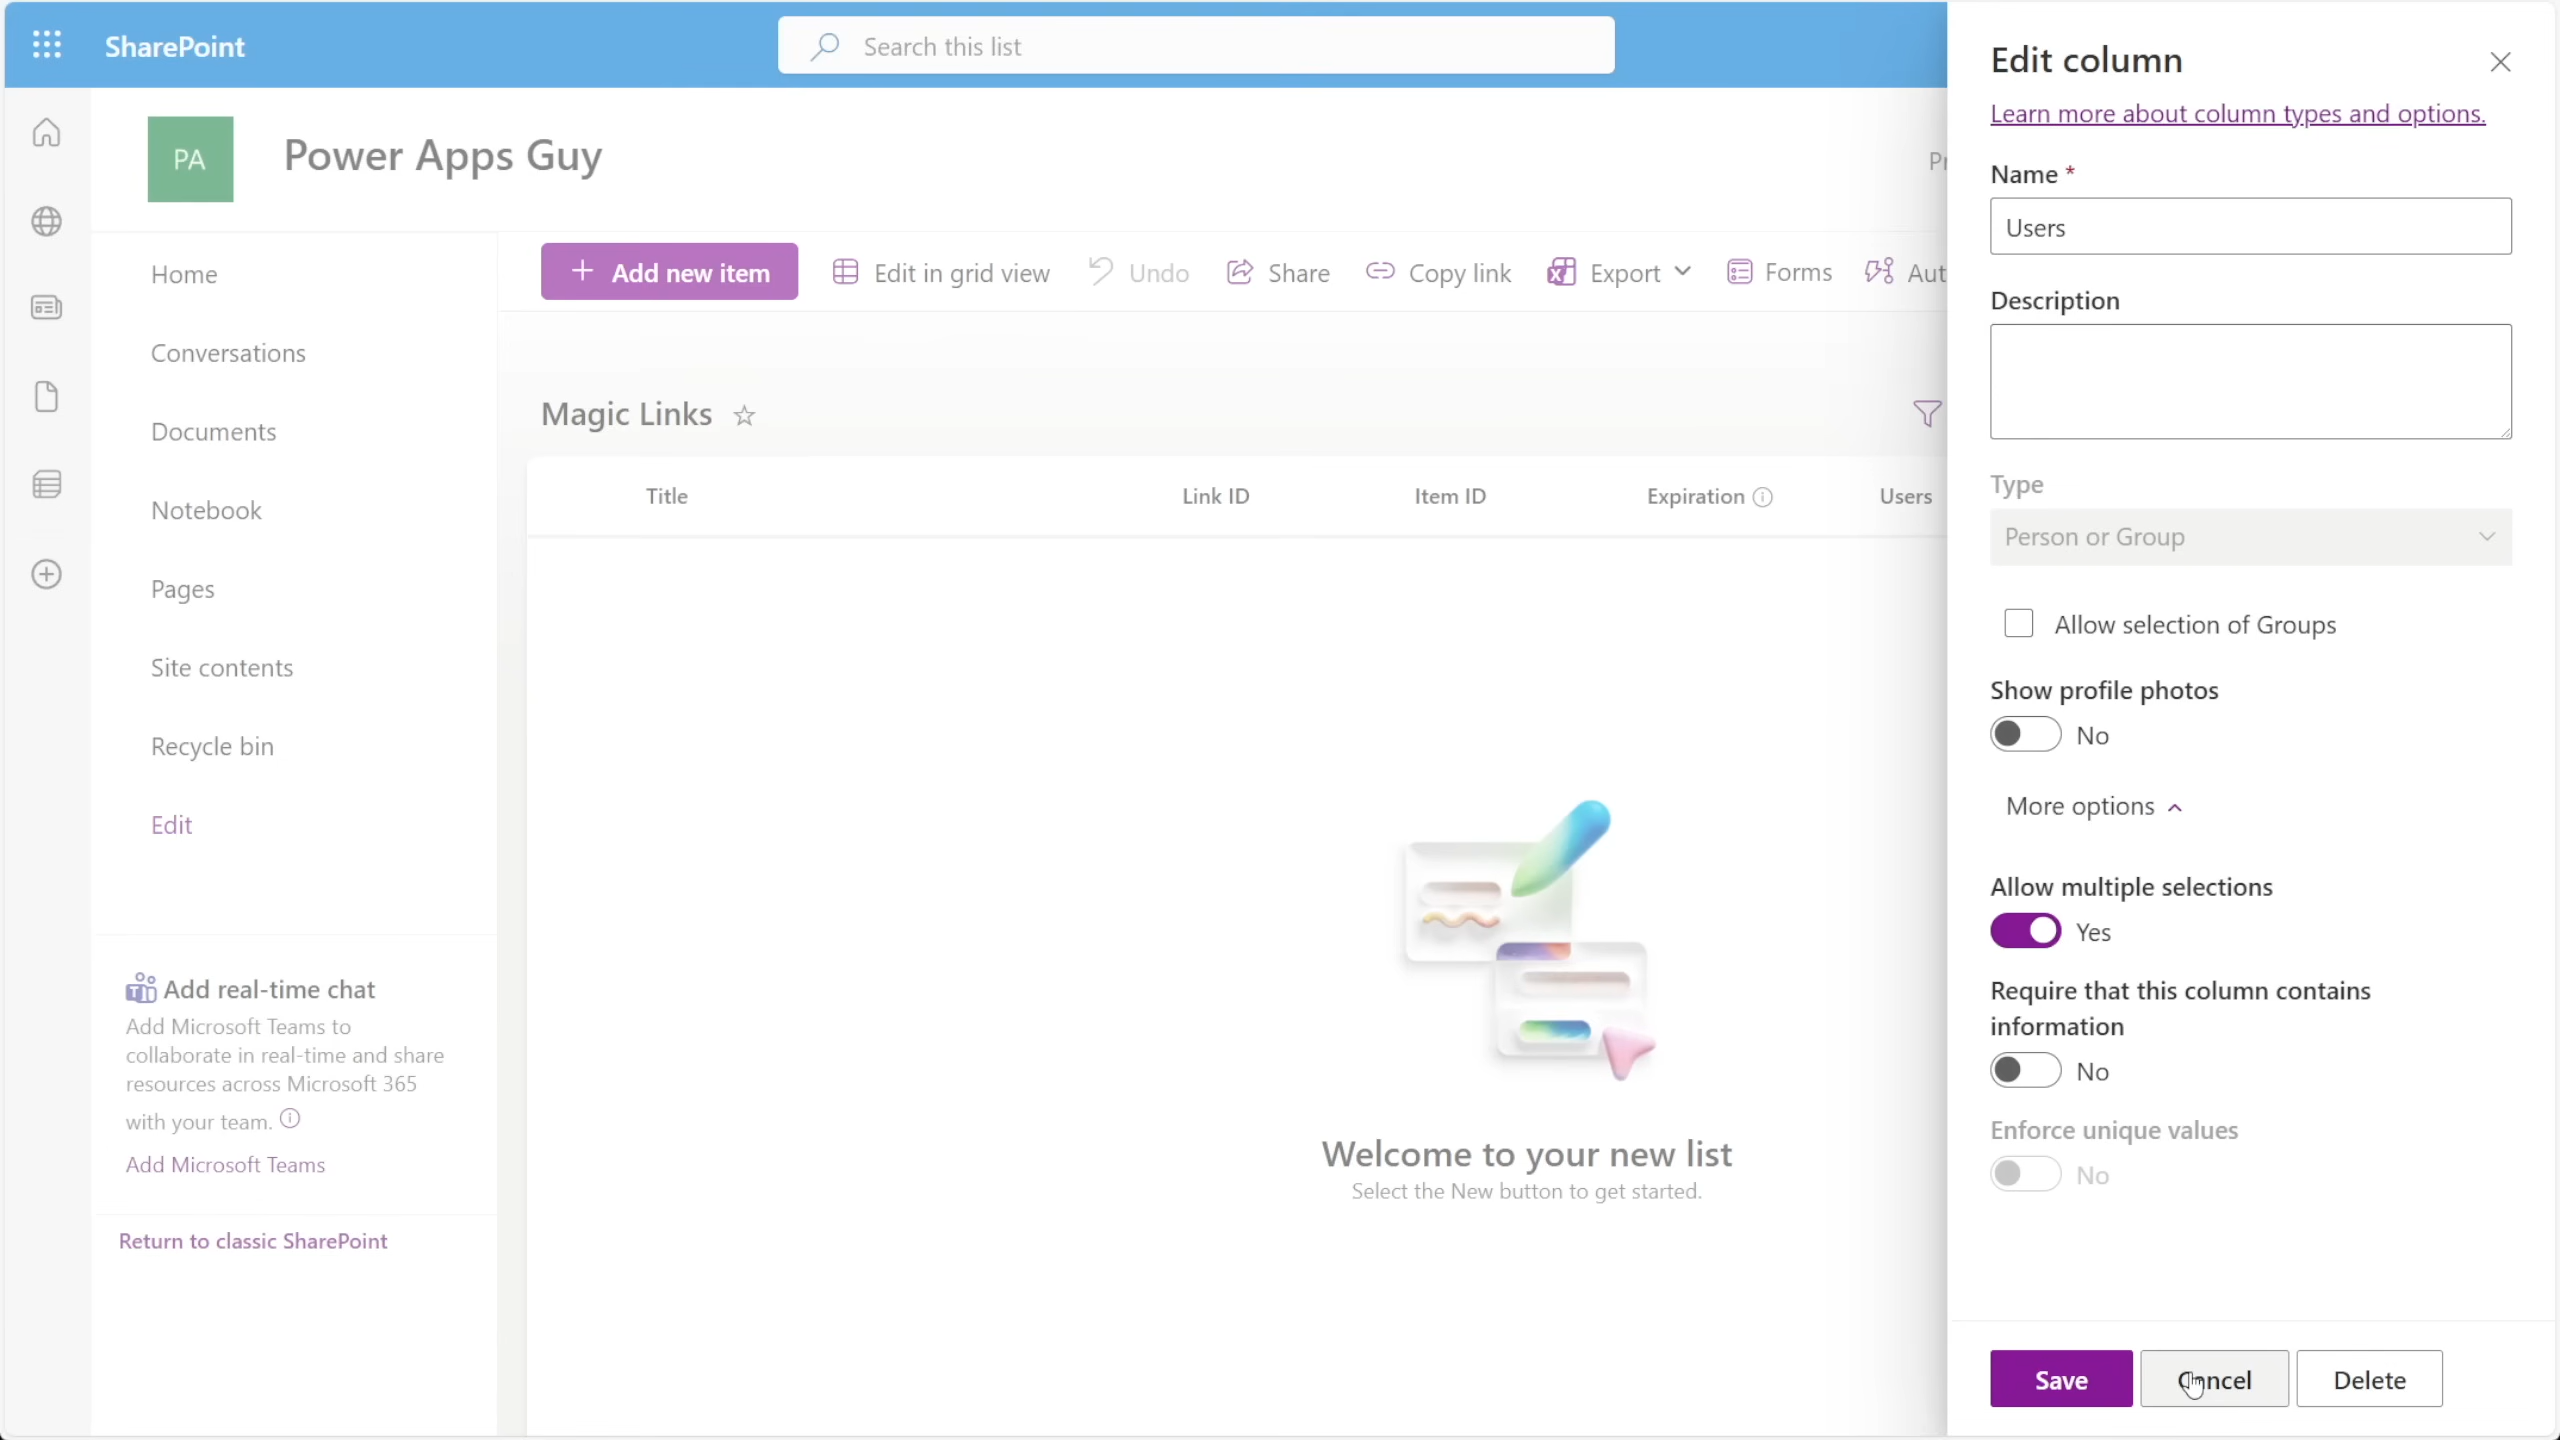 SharePoint
Search this list
PA
Power Apps Guy
Home
Conversations
Documents
Notebook
Pages
Site contents
Recycle bin
Edit
Add real-time chat
Add Microsoft Teams to
collaborate in real-time and share
resources across Microsoft 365
with your team.
Add Microsoft Teams
Return to classic SharePoint
Add new item
Edit in grid view
Undo
Share
Copy link
Export
Forms
Magic Links
Title
Link ID
Item ID
Expiration
Users
Welcome to your new list
Select the New button to get started.
Edit column
Learn more about column types and options.
Name *
Users
Description
Type
Person or Group
Allow selection of Groups
Show profile photos
No
More options
Allow multiple selections
Yes
Require that this column contains
information
No
Enforce unique values
No
Save
Cancel
Delete